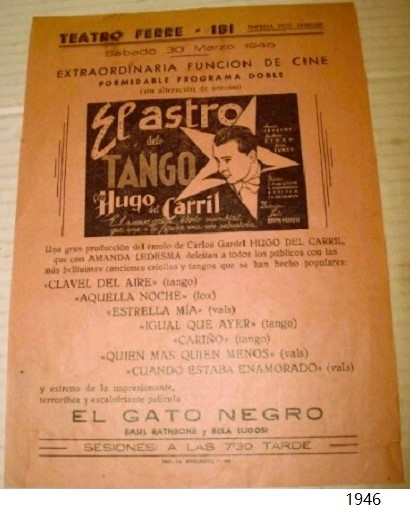 TEATRO FERRE - IBI
Sábado 30 Marzo 1946
EXTRAORDINARIA FUNCION DE CINE
FORMIDABLE PROGRAMA DOBLE
(sin alteración de precios)
El astro
del
TANGO
Hugo del Carril
Una gran producción del émulo de Carlos Gardel HUGO DEL CARRIL,
que con AMANDA LEDESMA deleitan a todos los públicos con las
más bellísimas canciones criollas y tangos que se han hecho populares:
«CLAVEL DEL AIRE» (tango)
«AQUELLA NOCHE» (fox)
«ESTRELLA MÍA» (vals)
«IGUAL QUE AYER» (tango)
«CARIÑO» (tango)
«QUIEN MAS QUIEN MENOS» (vals)
«CUANDO ESTABA ENAMORADO» (vals)
y estreno de la impresionante,
terrorífica y escalofriante película
EL GATO NEGRO
BASIL RATHBONE y BELA LUGOSI
SESIONES: A LAS 7'30 TARDE
1946